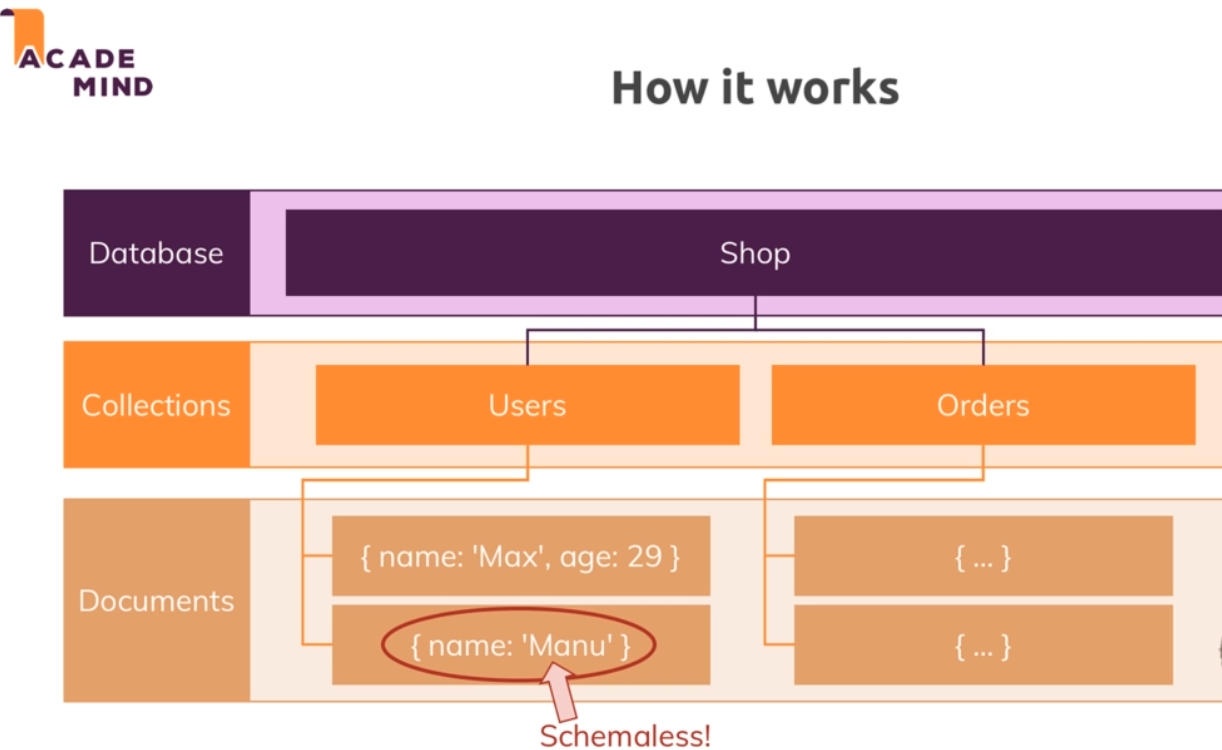 ACADE
MIND
How it works
Database
Shop
Collections
Users
Orders
Documents
{ name: 'Max', age: 29 }
{ ... }
{ name: 'Manu' }
{ ... }
Schemaless!